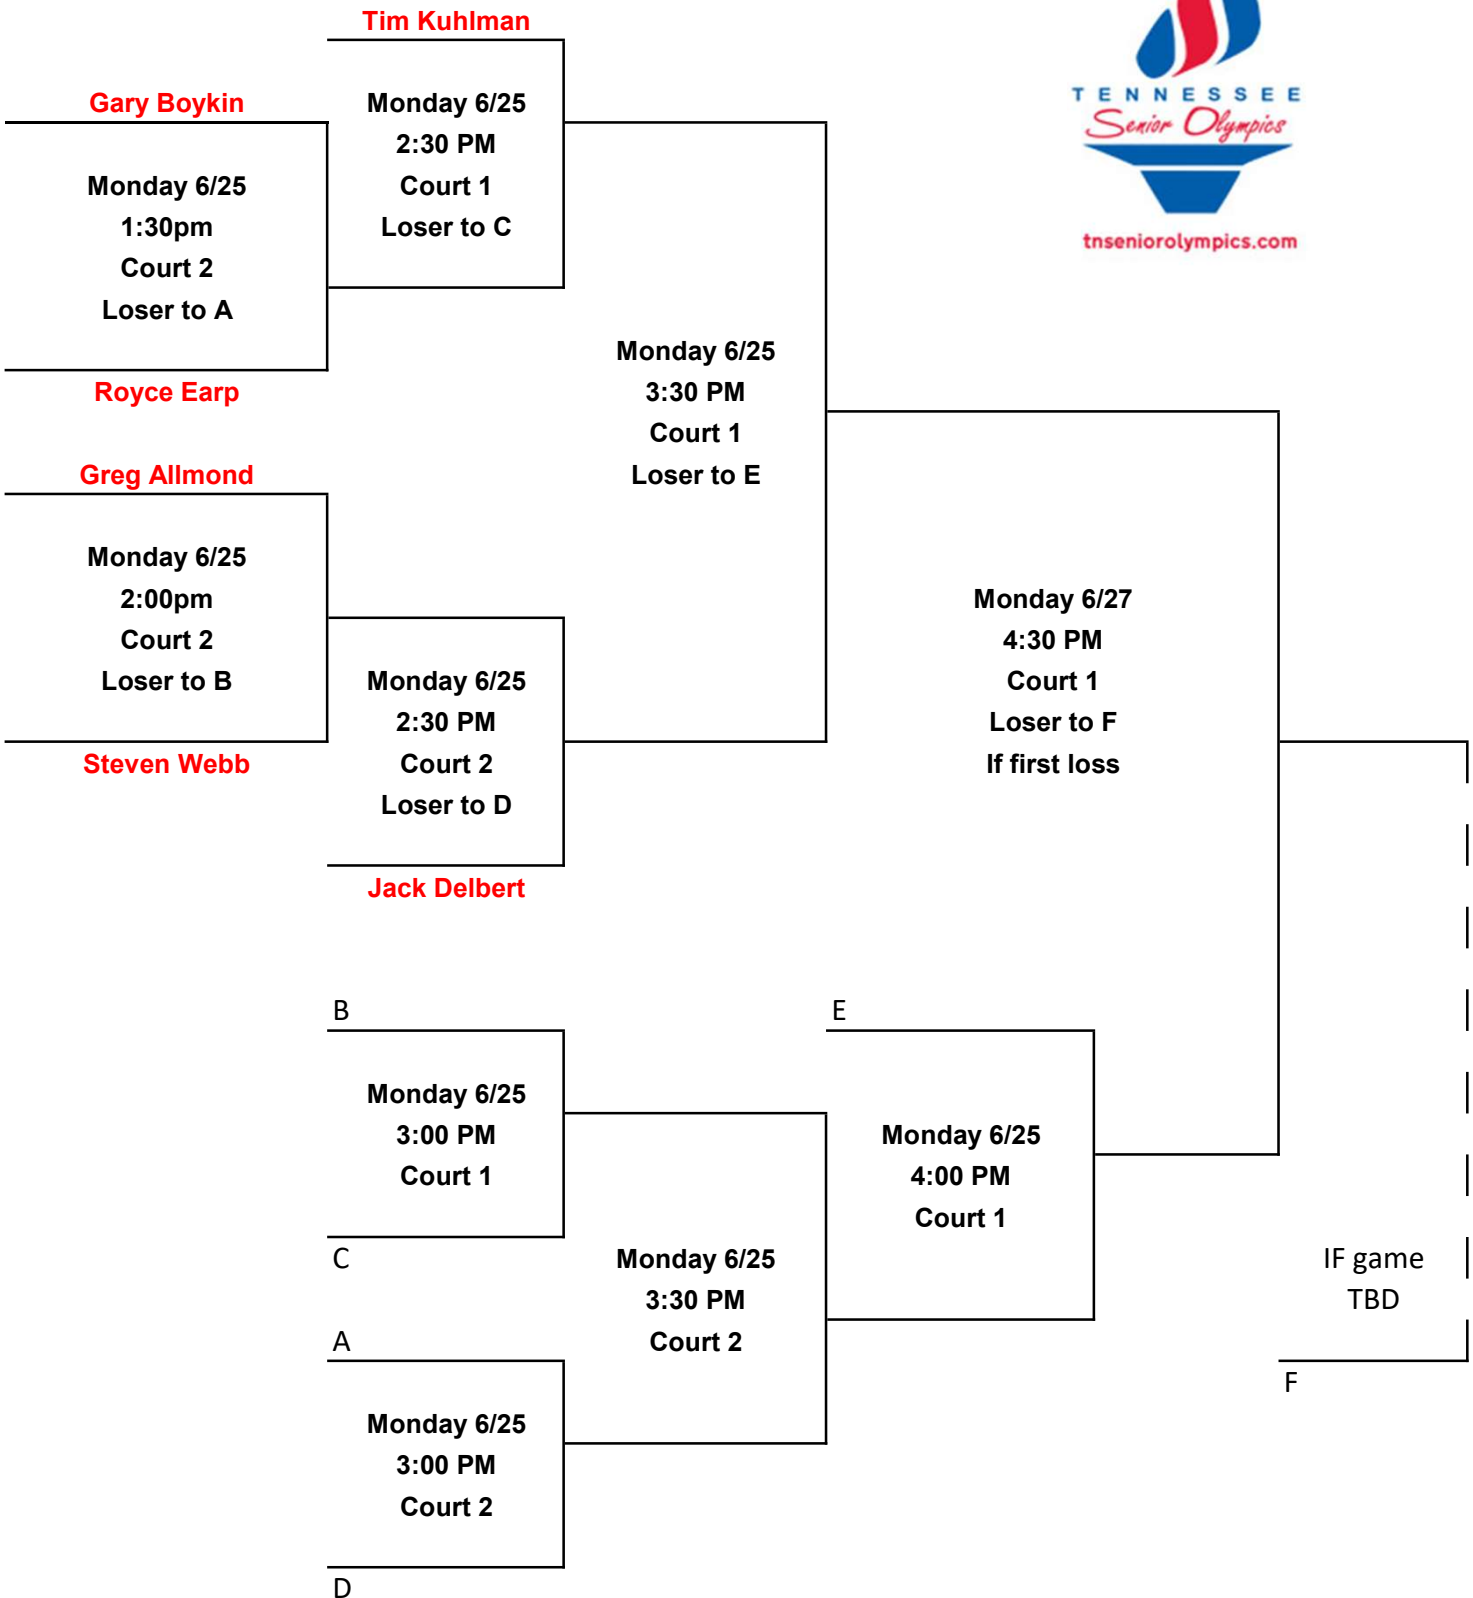 Tim Kuhlman
TENNESSEE
Senior Olympics
tnseniorolympics.com
Gary Boykin
Monday 6/25
1:30pm
Court 2
Loser to A
Royce Earp
Monday 6/25
2:30 PM
Court 1
Loser to C
Greg Allmond
Monday 6/25
2:00pm
Court 2
Loser to B
Steven Webb
Monday 6/25
2:30 PM
Court 2
Loser to D
Jack Delbert
Monday 6/25
3:30 PM
Court 1
Loser to E
Monday 6/27
4:30 PM
Court 1
Loser to F
If first loss
B
Monday 6/25
3:00 PM
Court 1
C
A
Monday 6/25
3:00 PM
Court 2
D
Monday 6/25
3:30 PM
Court 2
E
Monday 6/25
4:00 PM
Court 1
IF game
TBD
F